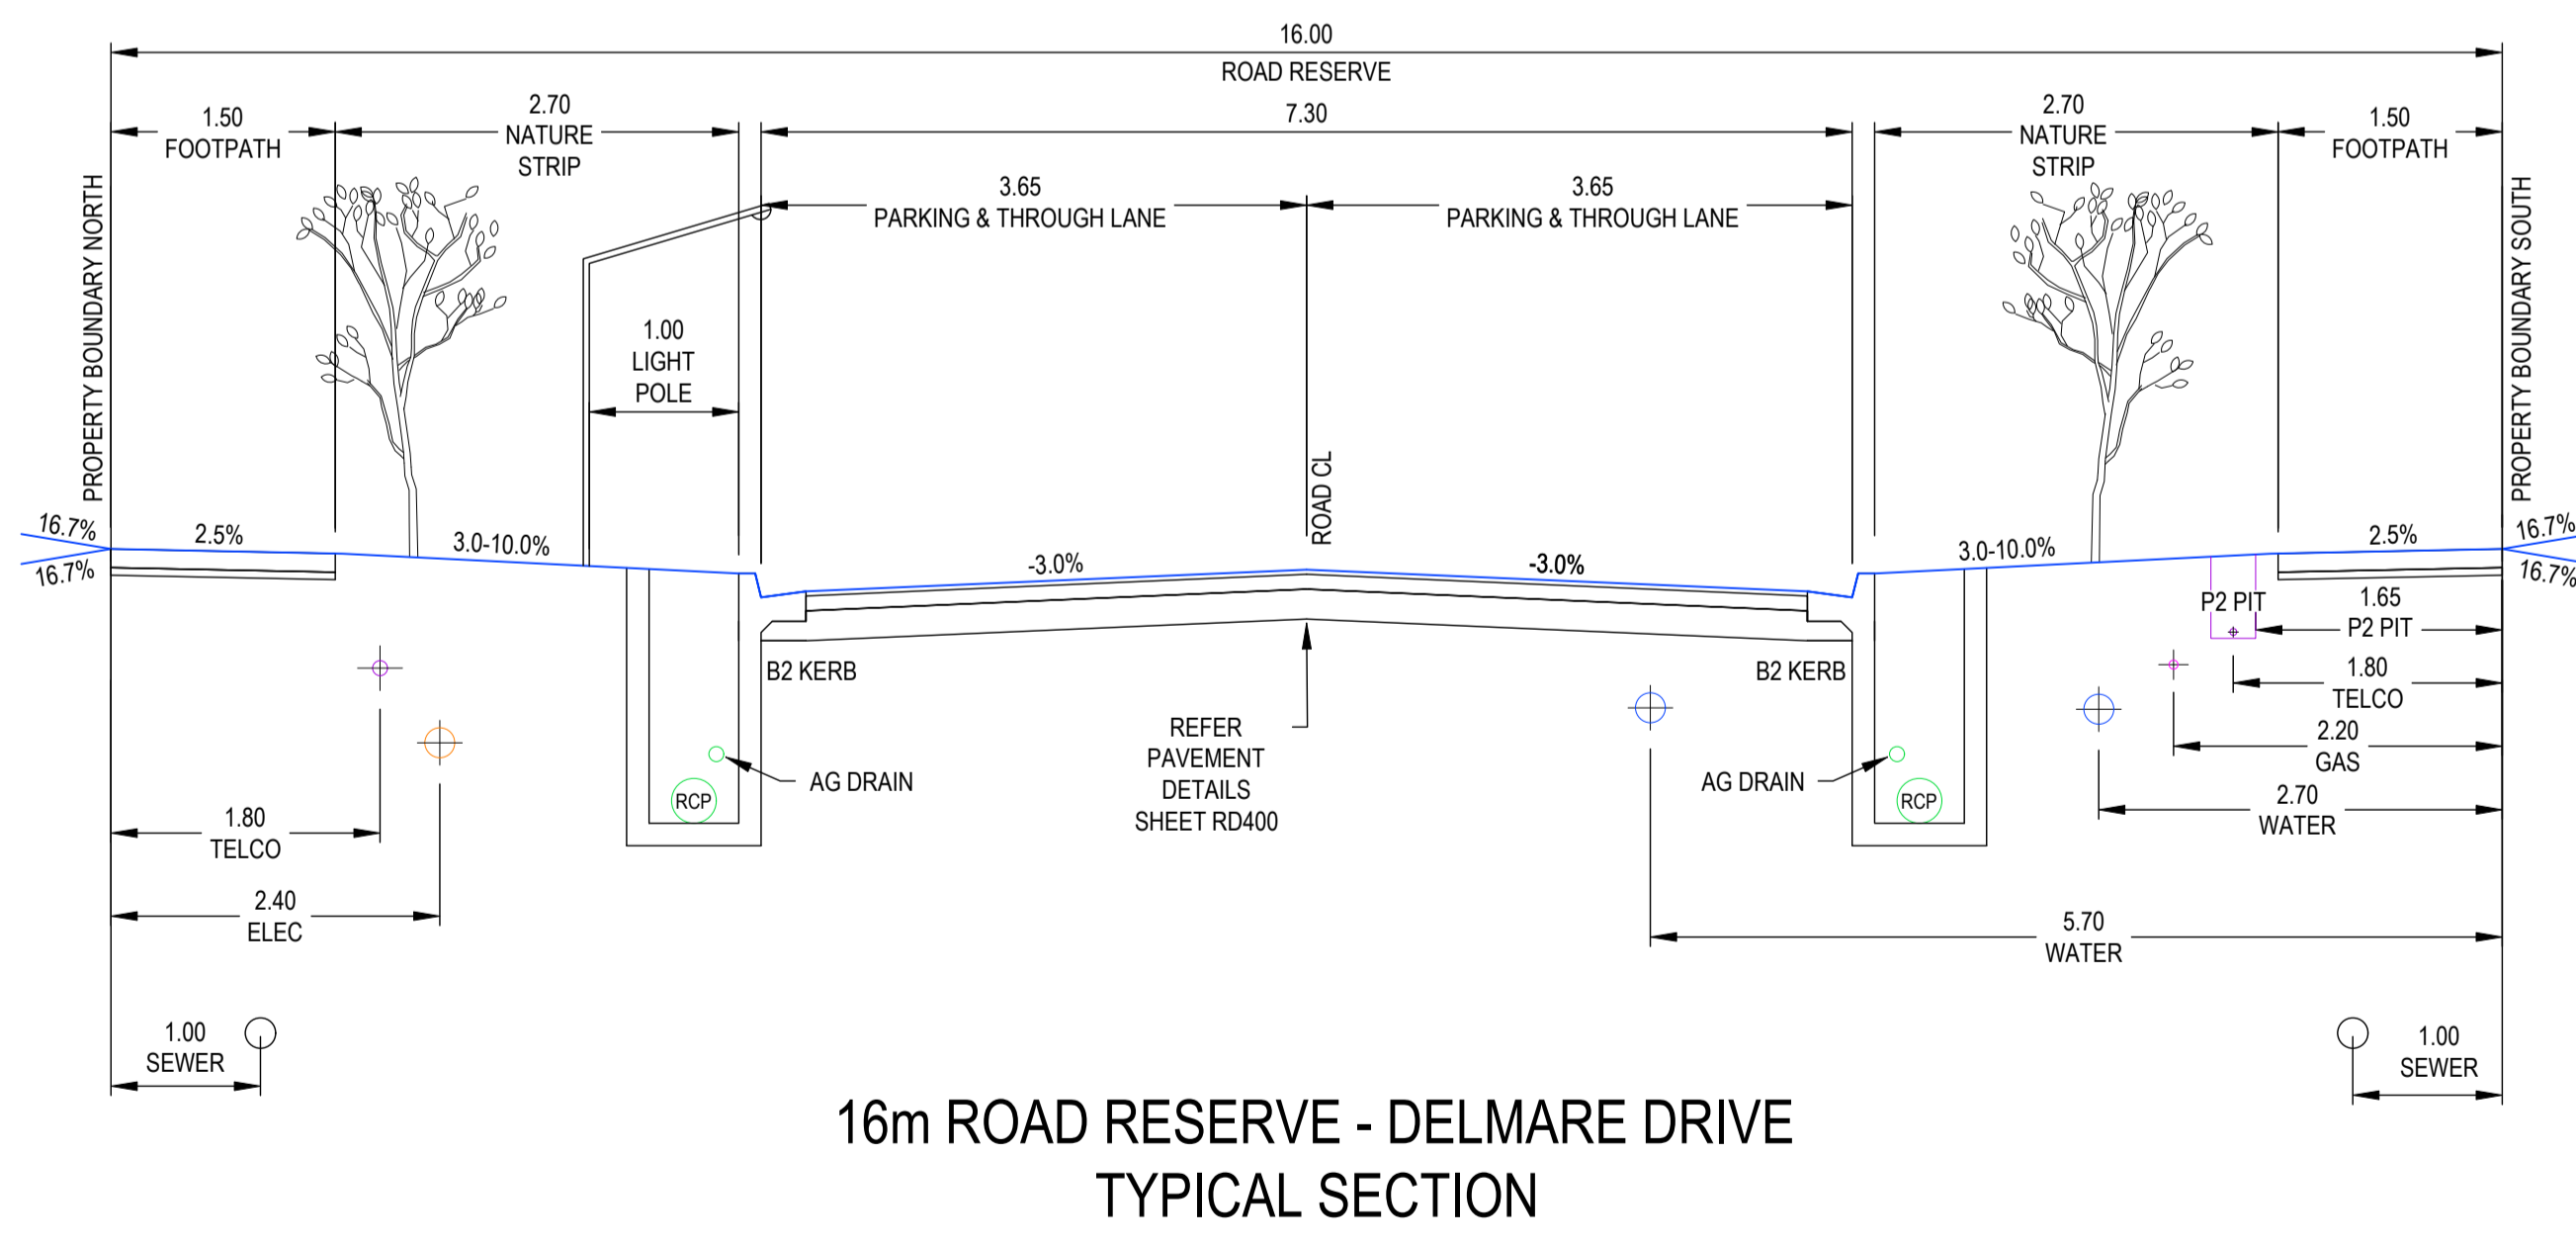 16.00
ROAD RESERVE
1.50
FOOTPATH
2.70
NATURE
STRIP
7.30
2.70
NATURE
STRIP
1.50
FOOTPATH
3.65
PARKING & THROUGH LANE
3.65
PARKING & THROUGH LANE
PROPERTY BOUNDARY NORTH
1.00
LIGHT
POLE
ROAD CL
PROPERTY BOUNDARY SOUTH
16.7%
16.7%
2.5%
3.0-10.0%
-3.0%
-3.0%
3.0-10.0%
2.5%
16.7%
16.7%
P2 PIT
1.65
P2 PIT
B2 KERB
B2 KERB
1.80
TELCO
REFER
PAVEMENT
DETAILS
SHEET RD400
2.20
GAS
AG DRAIN
AG DRAIN
RCP
RCP
2.70
WATER
1.80
TELCO
2.40
ELEC
5.70
WATER
1.00
SEWER
1.00
SEWER
16m ROAD RESERVE - DELMARE DRIVE
TYPICAL SECTION